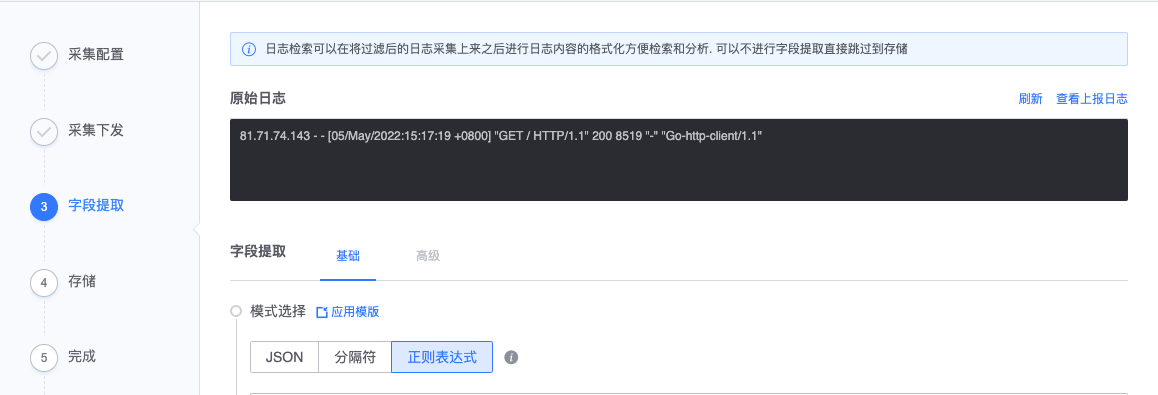 采集配置
采集下发
3 字段提取
4 存储
5 完成
日志检索可以在将过滤后的日志采集上来之后进行日志内容的格式化方便检索和分析. 可以不进行字段提取直接跳过到存储
原始日志 刷新 查看上报日志
81.71.74.143 - - [05/May/2022:15:17:19 +0800] "GET / HTTP/1.1" 200 8519 "-" "Go-http-client/1.1"
字段提取 基础 高级
模式选择 应用模版
JSON 分隔符 正则表达式